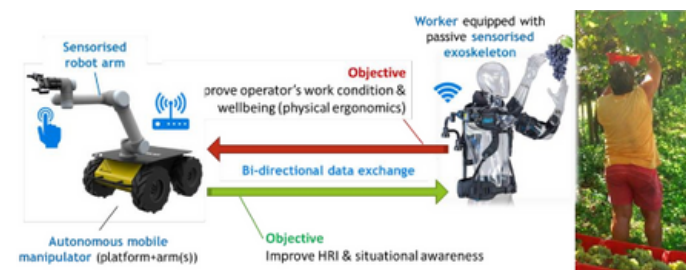 Sensorised
robot arm
Worker equipped with
passive sensorised
exoskeleton
Objective
prove operator's work condition &
wellbeing (physical ergonomics)
Bi-directional data exchange
Autonomous mobile
manipulator (platform+arm(s))
Objective
Improve HRI & situational awareness